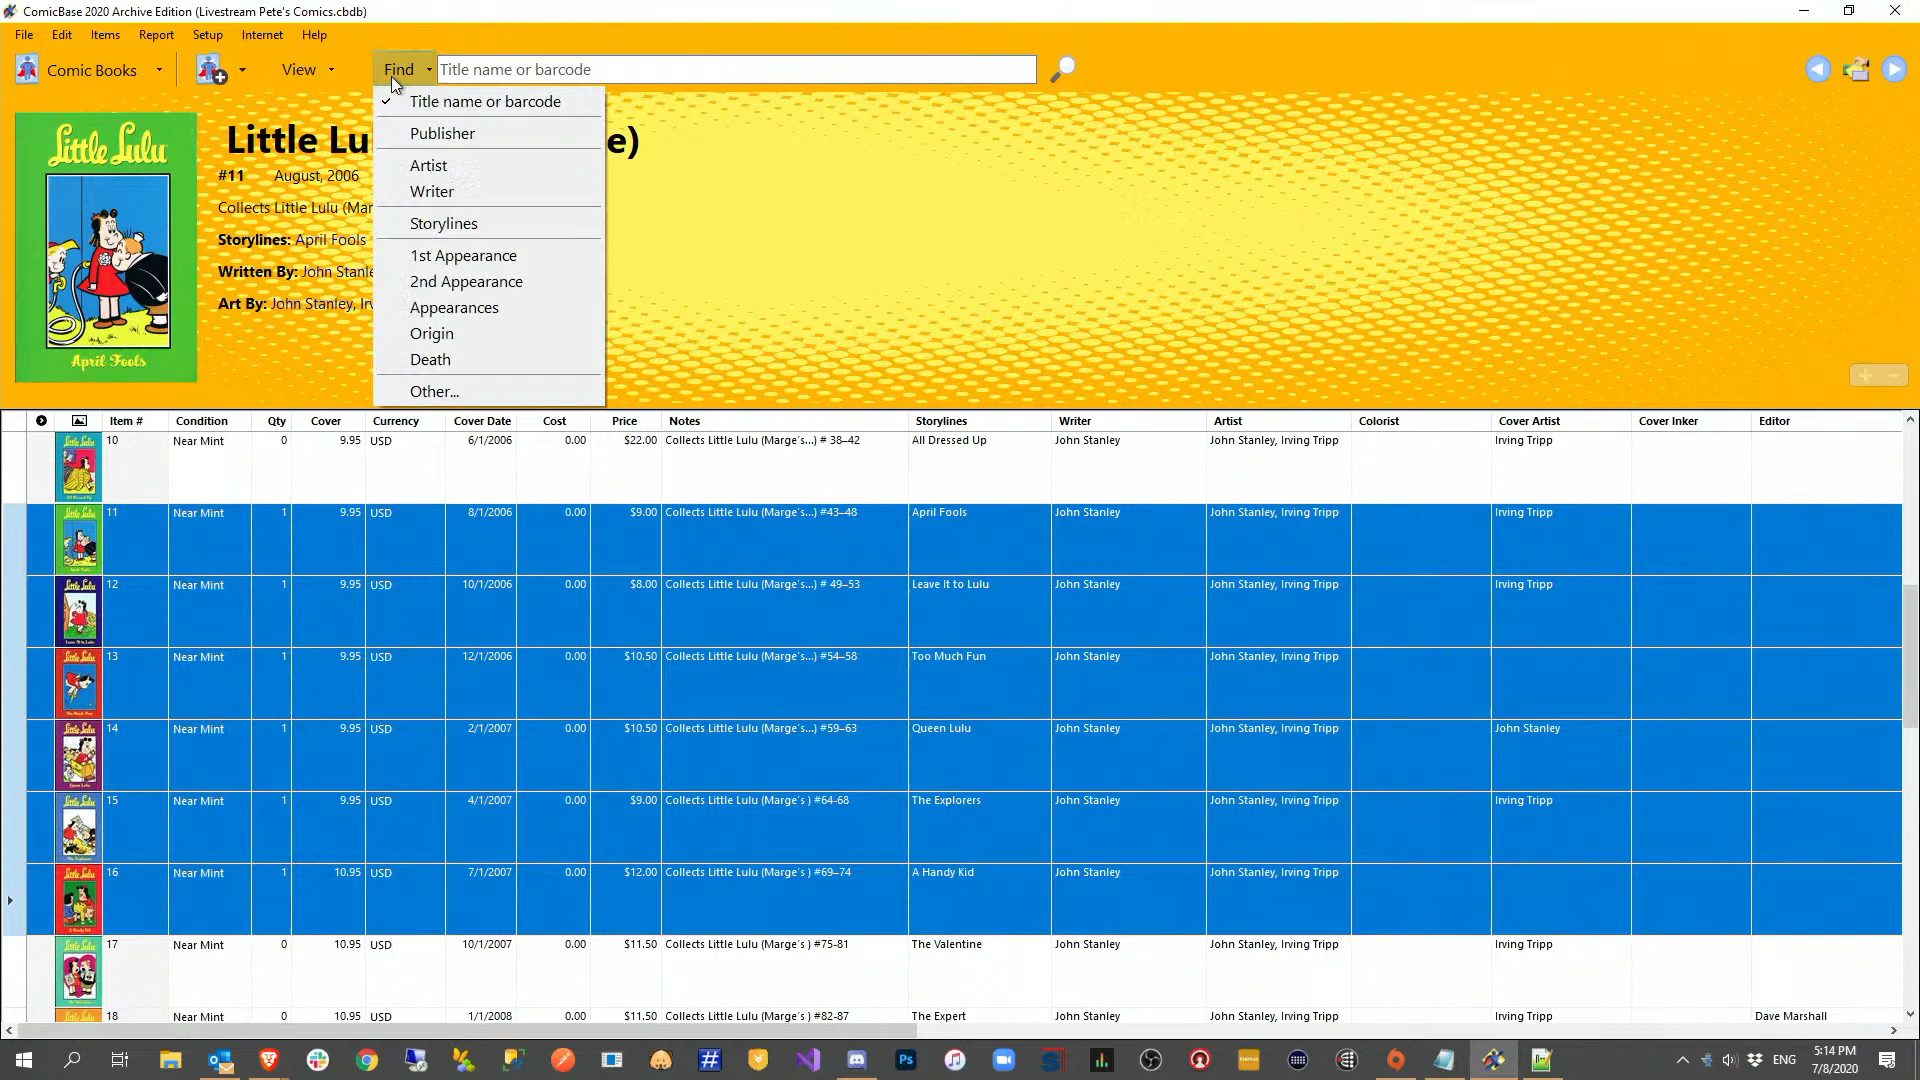 ComicBase 2020 Archive Edition (Livestream Pete's Comics.cbdb)
File Edit Items Report Setup Internet Help
Comic Books View Find Title name or barcode
Title name or barcode
Publisher
Artist
Writer
Storylines
1st Appearance
2nd Appearance
Appearances
Origin
Death
Other...
Little Lulu
April Fools
Little Lu e)
#11 August, 2006
Collects Little Lulu (Mar
Storylines: April Fools
Written By: John Stanle
Art By: John Stanley, Irv
Item # Condition Qty Cover Currency Cover Date Cost Price Notes Storylines Writer Artist Colorist Cover Artist Cover Inker Editor
10 Near Mint 0 9.95 USD 6/1/2006 0.00 $22.00 Collects Little Lulu (Marge's...) # 38–42 All Dressed Up John Stanley John Stanley, Irving Tripp Irving Tripp
11 Near Mint 1 9.95 USD 8/1/2006 0.00 $9.00 Collects Little Lulu (Marge's...) #43–48 April Fools John Stanley John Stanley, Irving Tripp Irving Tripp
12 Near Mint 1 9.95 USD 10/1/2006 0.00 $8.00 Collects Little Lulu (Marge's...) # 49–53 Leave It to Lulu John Stanley John Stanley, Irving Tripp Irving Tripp
13 Near Mint 1 9.95 USD 12/1/2006 0.00 $10.50 Collects Little Lulu (Marge's...) #54–58 Too Much Fun John Stanley John Stanley, Irving Tripp
14 Near Mint 1 9.95 USD 2/1/2007 0.00 $10.50 Collects Little Lulu (Marge's...) #59–63 Queen Lulu John Stanley John Stanley, Irving Tripp John Stanley
15 Near Mint 1 9.95 USD 4/1/2007 0.00 $9.00 Collects Little Lulu (Marge's ) #64-68 The Explorers John Stanley John Stanley, Irving Tripp Irving Tripp
16 Near Mint 1 10.95 USD 7/1/2007 0.00 $12.00 Collects Little Lulu (Marge's ) #69–74 A Handy Kid John Stanley John Stanley, Irving Tripp
17 Near Mint 0 10.95 USD 10/1/2007 0.00 $11.50 Collects Little Lulu (Marge's ) #75-81 The Valentine John Stanley John Stanley, Irving Tripp Irving Tripp
18 Near Mint 0 10.95 USD 1/1/2008 0.00 $11.50 Collects Little Lulu (Marge's ) #82-87 The Expert John Stanley John Stanley, Irving Tripp Irving Tripp Dave Marshall
ENG 5:14 PM
7/8/2020